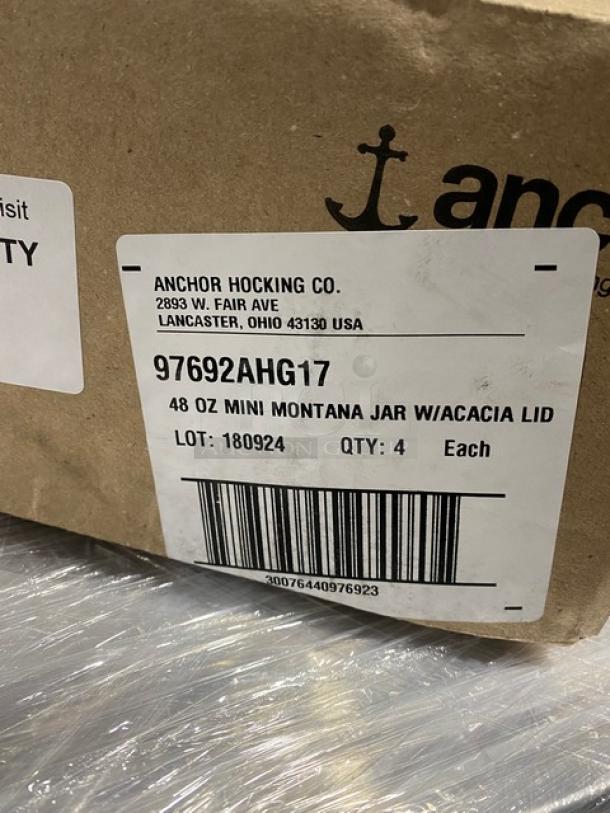 isit
TY
anc
ANCHOR HOCKING CO.
2893 W. FAIR AVE
LANCASTER, OHIO 43130 USA
97692AHG17
48 OZ MINI MONTANA JAR W/ACACIA LID
LOT: 180924 QTY: 4 Each
30076440976923